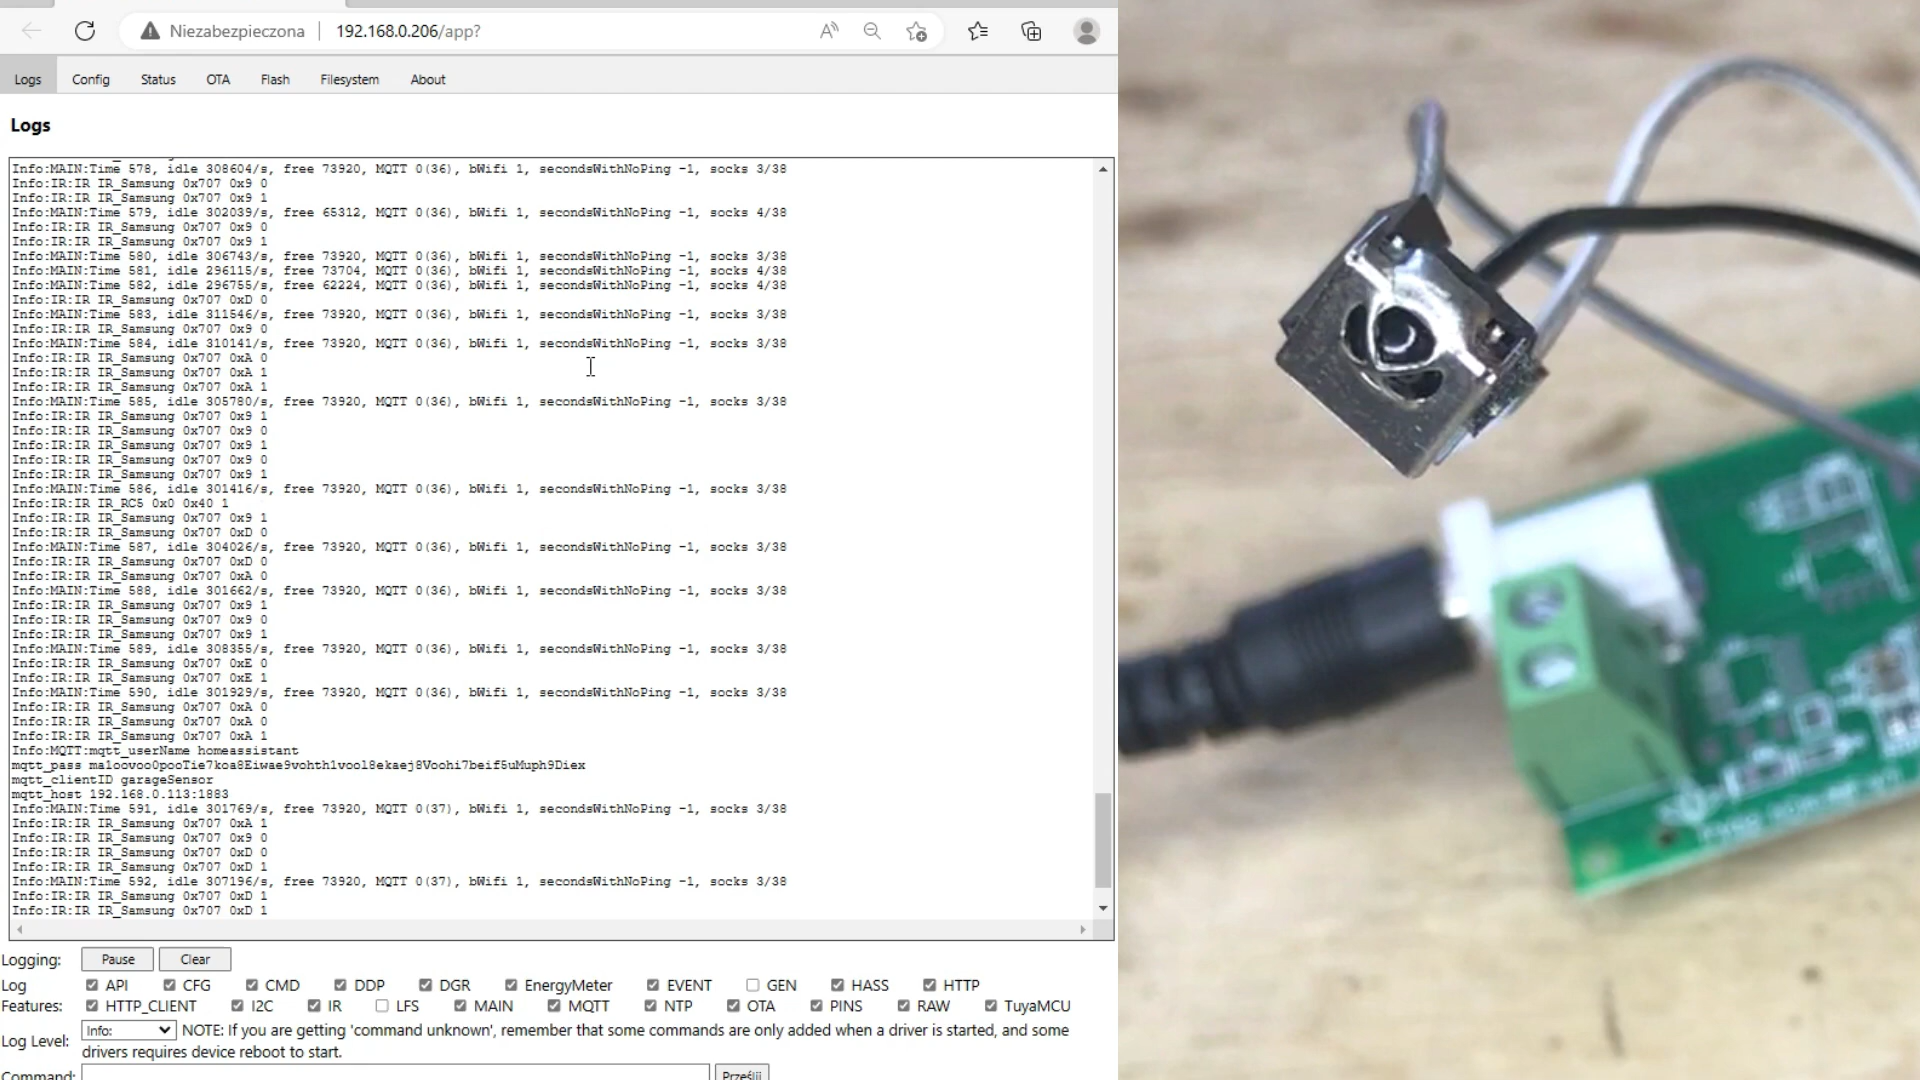 Niezabezpieczona
192.168.0.206/app?
Logs Config Status OTA Flash Filesystem About
Logs
Info:MAIN:Time 578, idle 308604/s, free 73920, MQTT 0(36), bWifi 1, secondsWithNoPing -1, socks 3/38
Info:IR:IR IR_Samsung 0x707 0x9 0
Info:IR:IR IR_Samsung 0x707 0x9 1
Info:MAIN:Time 579, idle 302039/s, free 65312, MQTT 0(36), bWifi 1, secondsWithNoPing -1, socks 4/38
Info:IR:IR IR_Samsung 0x707 0x9 0
Info:IR:IR IR_Samsung 0x707 0x9 1
Info:MAIN:Time 580, idle 306743/s, free 73920, MQTT 0(36), bWifi 1, secondsWithNoPing -1, socks 3/38
Info:MAIN:Time 581, idle 296115/s, free 73704, MQTT 0(36), bWifi 1, secondsWithNoPing -1, socks 4/38
Info:MAIN:Time 582, idle 296755/s, free 62224, MQTT 0(36), bWifi 1, secondsWithNoPing -1, socks 4/38
Info:IR:IR IR_Samsung 0x707 0xD 0
Info:MAIN:Time 583, idle 311546/s, free 73920, MQTT 0(36), bWifi 1, secondsWithNoPing -1, socks 3/38
Info:IR:IR IR_Samsung 0x707 0x9 0
Info:MAIN:Time 584, idle 310141/s, free 73920, MQTT 0(36), bWifi 1, secondsWithNoPing -1, socks 3/38
Info:IR:IR IR_Samsung 0x707 0xA 0
Info:IR:IR IR_Samsung 0x707 0xA 1
Info:IR:IR IR_Samsung 0x707 0xA 1
Info:MAIN:Time 585, idle 305780/s, free 73920, MQTT 0(36), bWifi 1, secondsWithNoPing -1, socks 3/38
Info:IR:IR IR_Samsung 0x707 0x9 1
Info:IR:IR IR_Samsung 0x707 0x9 0
Info:IR:IR IR_Samsung 0x707 0x9 1
Info:IR:IR IR_Samsung 0x707 0x9 0
Info:IR:IR IR_Samsung 0x707 0x9 1
Info:MAIN:Time 586, idle 301416/s, free 73920, MQTT 0(36), bWifi 1, secondsWithNoPing -1, socks 3/38
Info:IR:IR IR_RC5 0x0 0x40 1
Info:IR:IR IR_Samsung 0x707 0x9 1
Info:IR:IR IR_Samsung 0x707 0xD 0
Info:MAIN:Time 587, idle 304026/s, free 73920, MQTT 0(36), bWifi 1, secondsWithNoPing -1, socks 3/38
Info:IR:IR IR_Samsung 0x707 0xD 0
Info:IR:IR IR_Samsung 0x707 0xA 0
Info:MAIN:Time 588, idle 301662/s, free 73920, MQTT 0(36), bWifi 1, secondsWithNoPing -1, socks 3/38
Info:IR:IR IR_Samsung 0x707 0x9 1
Info:IR:IR IR_Samsung 0x707 0x9 0
Info:IR:IR IR_Samsung 0x707 0x9 1
Info:MAIN:Time 589, idle 308355/s, free 73920, MQTT 0(36), bWifi 1, secondsWithNoPing -1, socks 3/38
Info:IR:IR IR_Samsung 0x707 0xE 0
Info:IR:IR IR_Samsung 0x707 0xE 1
Info:MAIN:Time 590, idle 301929/s, free 73920, MQTT 0(36), bWifi 1, secondsWithNoPing -1, socks 3/38
Info:IR:IR IR_Samsung 0x707 0xA 0
Info:IR:IR IR_Samsung 0x707 0xA 0
Info:IR:IR IR_Samsung 0x707 0xA 1
Info:MQTT:mqtt_userName homeassistant
mqtt_pass maloovoo0pooTie7koa8Eiwae9vohth1vool8ekaej8Voohi7beif5uMuph9Diex
mqtt_clientID garageSensor
mqtt_host 192.168.0.113:1883
Info:MAIN:Time 591, idle 301769/s, free 73920, MQTT 0(37), bWifi 1, secondsWithNoPing -1, socks 3/38
Info:IR:IR IR_Samsung 0x707 0xA 1
Info:IR:IR IR_Samsung 0x707 0x9 0
Info:IR:IR IR_Samsung 0x707 0xD 0
Info:IR:IR IR_Samsung 0x707 0xD 1
Info:MAIN:Time 592, idle 307196/s, free 73920, MQTT 0(37), bWifi 1, secondsWithNoPing -1, socks 3/38
Info:IR:IR IR_Samsung 0x707 0xD 1
Info:IR:IR IR_Samsung 0x707 0xD 1
Logging: Pause Clear
Log API CFG CMD DDP DGR EnergyMeter EVENT GEN HASS HTTP
Features: HTTP_CLIENT I2C IR LFS MAIN MQTT NTP OTA PINS RAW TuyaMCU
Log Level: Info: NOTE: If you are getting 'command unknown', remember that some commands are only added when a driver is started, and some
drivers requires device reboot to start.
Command: Prześlij